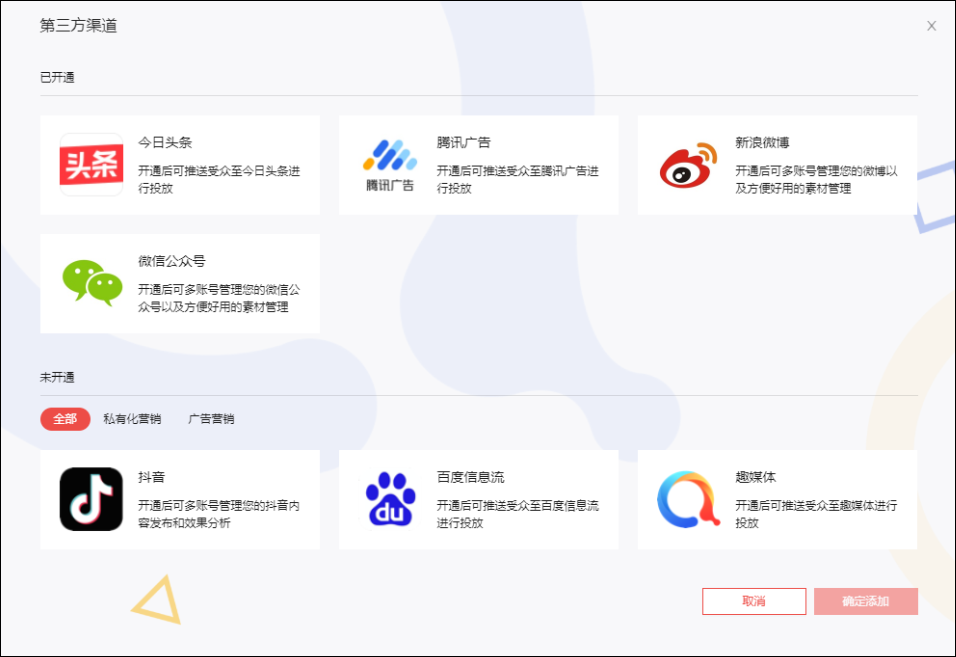 第三方渠道
已开通
头条
今日头条
开通后可推送受众至今日头条进
行投放
腾讯广告
腾讯广告
开通后可推送受众至腾讯广告进
行投放
新浪微博
开通后可多账号管理您的微博以
及方便好用的素材管理
微信公众号
开通后可多账号管理您的微信公
众号以及方便好用的素材管理
未开通
全部 私有化营销 广告营销
抖音
开通后可多账号管理您的抖音内
容发布和效果分析
du
百度信息流
开通后可推送受众至百度信息流
进行投放
趣媒体
开通后可推送受众至趣媒体进行
投放
取消 确定添加